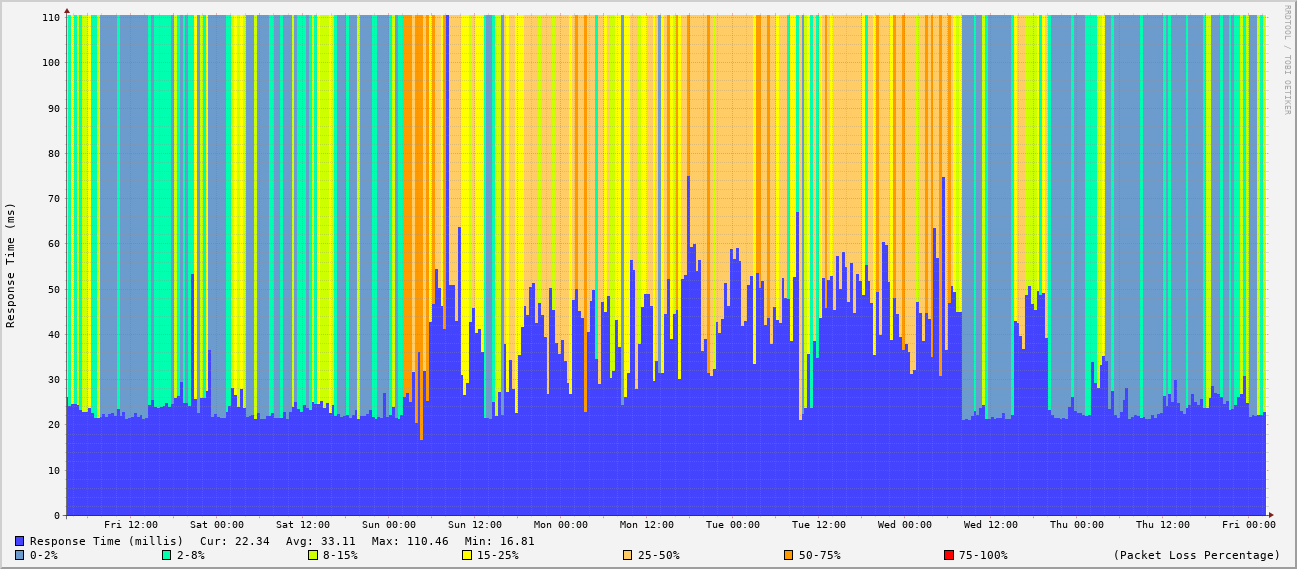 RRDTOOL / TOBI OETIKER
Response Time (ms)
110
100
90
80
70
60
50
40
30
20
10
0
Fri 12:00 Sat 00:00 Sat 12:00 Sun 00:00 Sun 12:00 Mon 00:00 Mon 12:00 Tue 00:00 Tue 12:00 Wed 00:00 Wed 12:00 Thu 00:00 Thu 12:00 Fri 00:00
Response Time (millis) Cur: 22.34 Avg: 33.11 Max: 110.46 Min: 16.81
0-2% 2-8% 8-15% 15-25% 25-50% 50-75% 75-100% (Packet Loss Percentage)